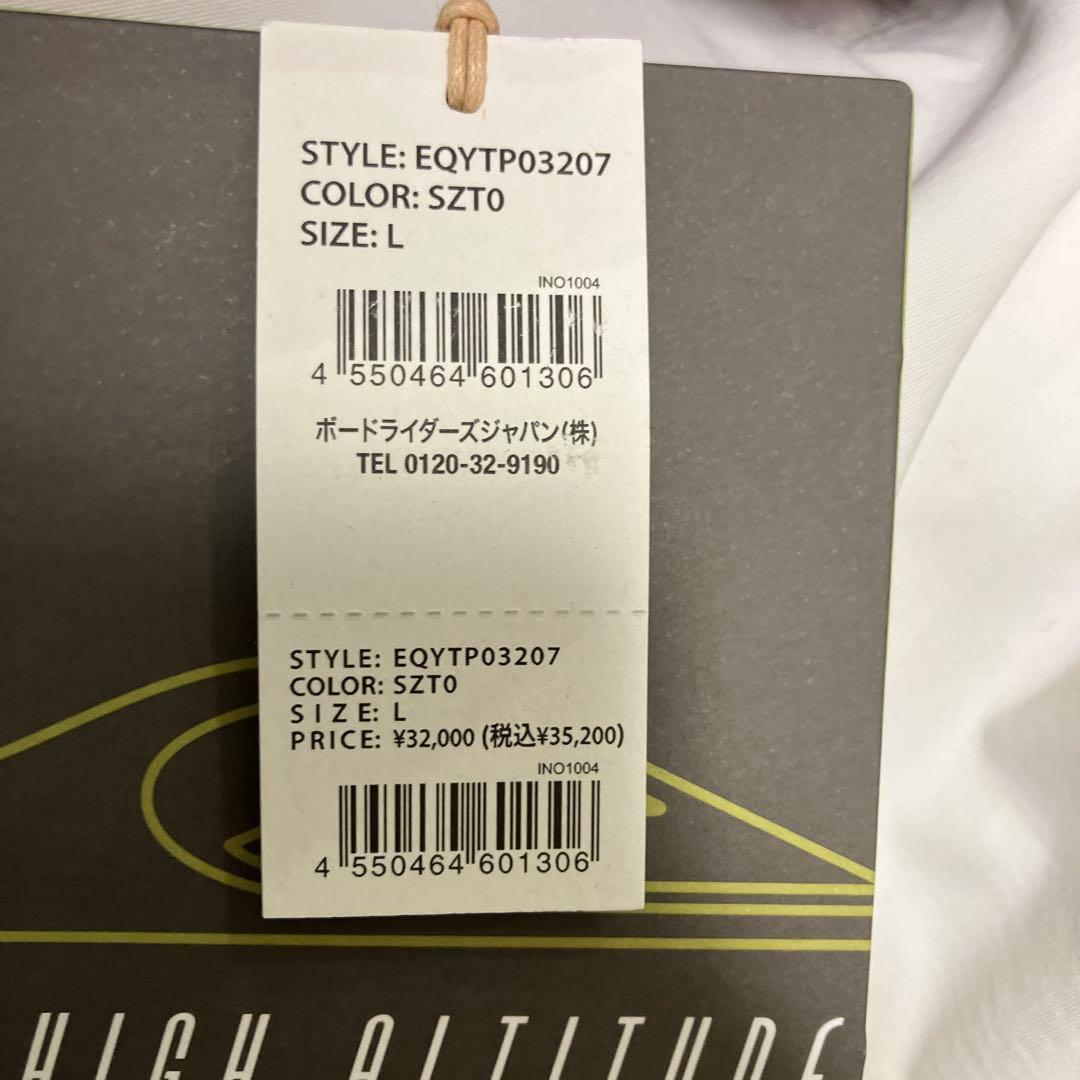 STYLE: EQYTP03207
COLOR: SZT0
SIZE: L
INO1004
4 550464 601306
ボードライダーズジャパン(株)
TEL 0120-32-9190
STYLE: EQYTP03207
COLOR: SZT0
SIZE: L
PRICE: ¥32,000 (税込¥35,200)
INO1004
4 550464 601306
HIGH ALTITUDE